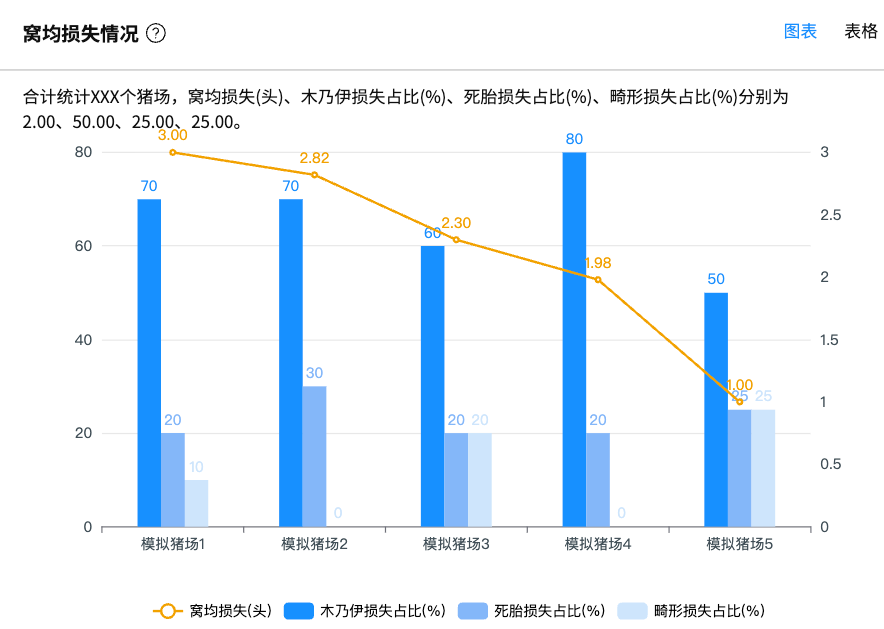 窝均损失情况 ? 图表 表格
合计统计XXX个猪场，窝均损失(头)、木乃伊损失占比(%)、死胎损失占比(%)、畸形损失占比(%)分别为
2.00、50.00、25.00、25.00。
80 3
60 2.5
40 2
20 1.5
0 1
0.5
0
3.00 2.82 2.30 1.98 1.00
70 20 10
70 30 0
60 20 20
80 20 0
50 25 25
模拟猪场1 模拟猪场2 模拟猪场3 模拟猪场4 模拟猪场5
窝均损失(头) 木乃伊损失占比(%) 死胎损失占比(%) 畸形损失占比(%)